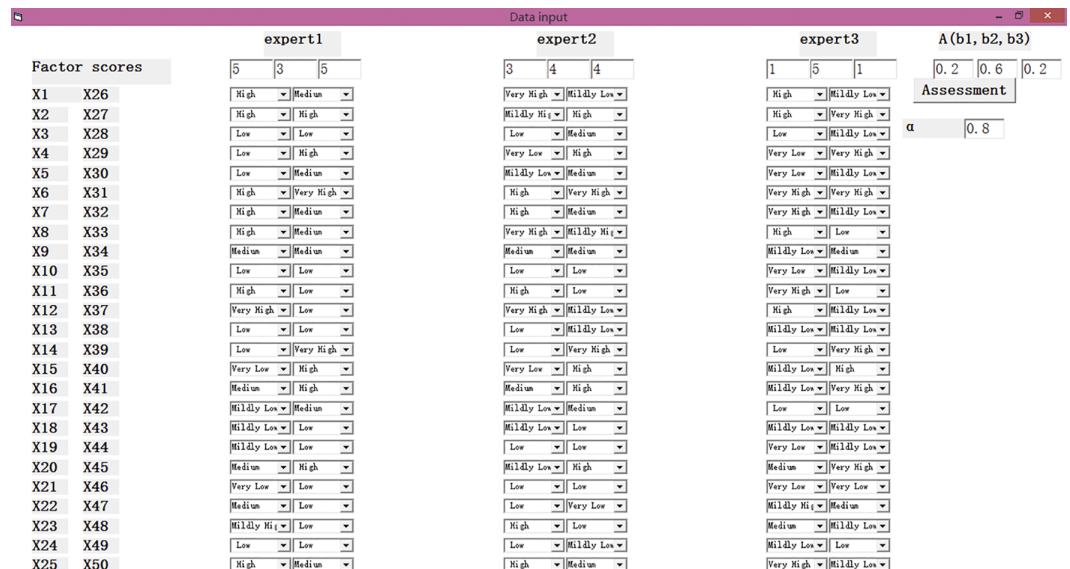 Data input
expert1 expert2 expert3 A(b1,b2,b3)
Factor scores 5 3 5 3 4 4 1 5 1 0.2 0.6 0.2
Assessment
X1 X26 High Medium Very High Mildly Low High Mildly Low
X2 X27 High High Mildly Hig High High Very High
α 0.8
X3 X28 Low Low Low Medium Low Mildly Low
X4 X29 Low High Very Low High Very Low Very High
X5 X30 Low Medium Mildly Low Medium Very Low Mildly Low
X6 X31 High Very High High Very High Very High Very High
X7 X32 High Medium High Medium Very High Mildly Low
X8 X33 High Medium Very High Mildly Hig High Low
X9 X34 Medium Medium Medium Medium Mildly Low Medium
X10 X35 Low Low Low Low Very Low Mildly Low
X11 X36 High Low High Low Very High Low
X12 X37 Very High Low Very High Mildly Low High Mildly Low
X13 X38 Low Low Low Mildly Low Mildly Low Mildly Low
X14 X39 Low Very High Low Very High Low Very High
X15 X40 Very Low High Very Low High Mildly Low High
X16 X41 Medium High Medium High Mildly Low Very High
X17 X42 Mildly Low Medium Mildly Low Medium Low Low
X18 X43 Mildly Low Low Mildly Low Low Mildly Low Mildly Low
X19 X44 Mildly Low Low Low Low Very Low Mildly Low
X20 X45 Medium High Mildly Low High Medium Very High
X21 X46 Very Low Low Low Low Very Low Very Low
X22 X47 Medium Low Low Very Low Mildly Hig Medium
X23 X48 Mildly Hig Low High Low Medium Mildly Low
X24 X49 Low Low Low Mildly Low Mildly Low Low
X25 X50 High Medium High Medium Very High Mildly Low